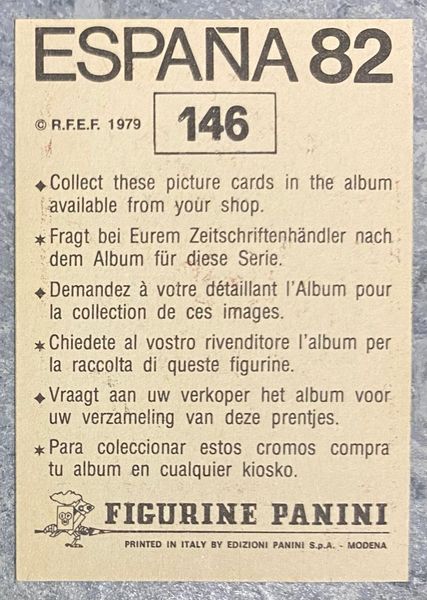 ESPAÑA 82
© R.F.E.F. 1979 146
◆ Collect these picture cards in the album
available from your shop.
✶ Fragt bei Eurem Zeitschriftenhändler nach
dem Album für diese Serie.
◆ Demandez à votre détaillant l'Album pour
la collection de ces images.
✶ Chiedete al vostro rivenditore l'album per
la raccolta di queste figurine.
◆ Vraagt aan uw verkoper het album voor
uw verzameling van deze prentjes.
✶ Para coleccionar estos cromos compra
tu album en cualquier kiosko.
FIGURINE PANINI
PRINTED IN ITALY BY EDIZIONI PANINI S.p.A. - MODENA